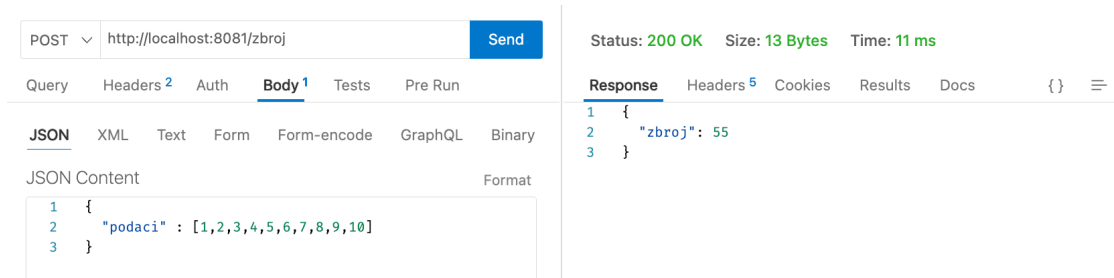 POST http://localhost:8081/zbroj Send
Query Headers 2 Auth Body 1 Tests Pre Run
JSON XML Text Form Form-encode GraphQL Binary
JSON Content Format
1 {
2 "podaci" : [1,2,3,4,5,6,7,8,9,10]
3 }
Status: 200 OK Size: 13 Bytes Time: 11 ms
Response Headers 5 Cookies Results Docs { }
1 {
2 "zbroj": 55
3 }